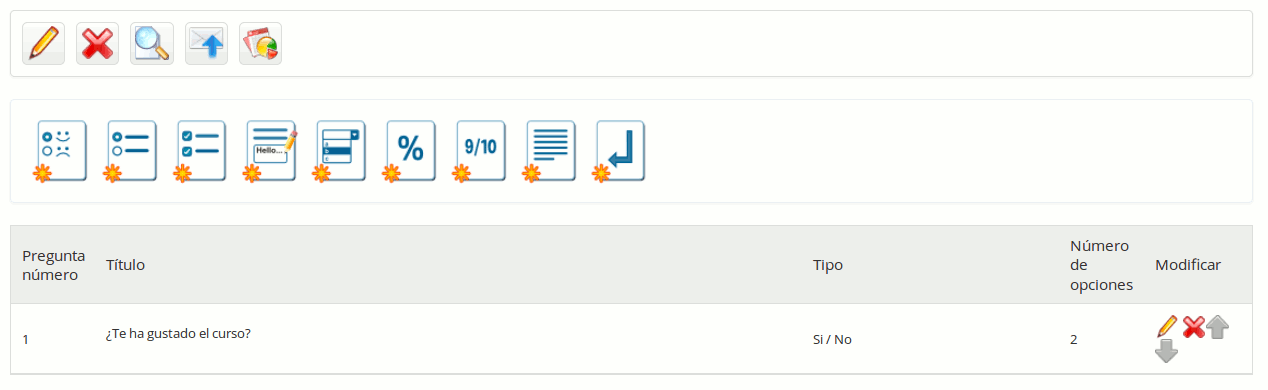 Hello...
a
b
c
%
9/10
Pregunta número
Título
Tipo
Número de opciones
Modificar
1
¿Te ha gustado el curso?
Si / No
2